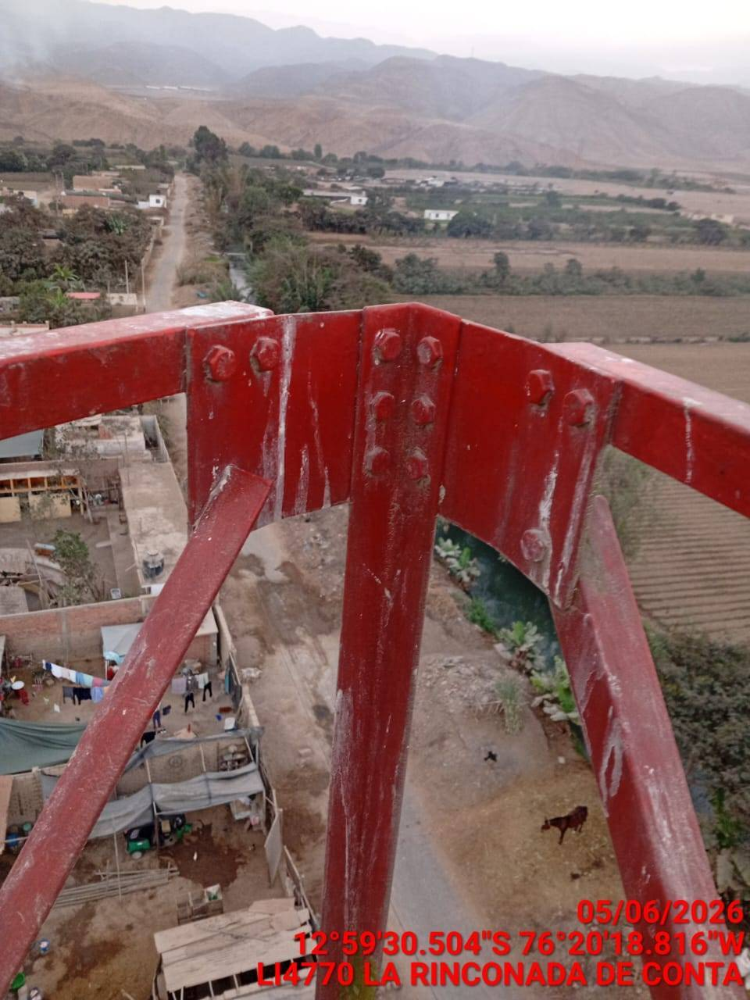 05/06/2026
12°59'30.504"S 76°20'18.816"W
LI4770 LA RINCONADA DE CONTA